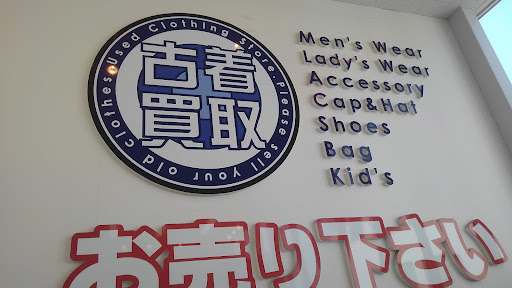 Used Clothing Store. Please sell your old clothes.
古着
買取
Men's Wear
Lady's Wear
Accessory
Cap&Hat
Shoes
Bag
Kid's
お売り下さい